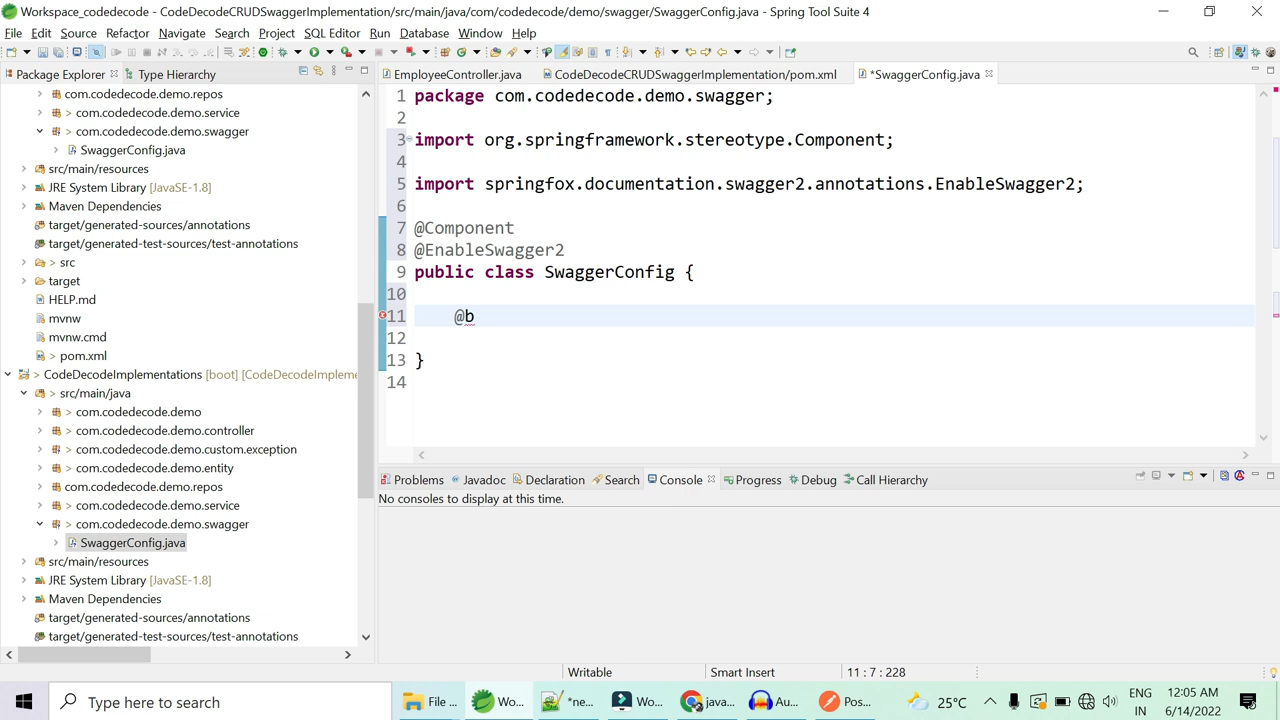 Workspace_codedecode - CodeDecodeCRUDSwaggerImplementation/src/main/java/com/codedecode/demo/swagger/SwaggerConfig.java - Spring Tool Suite 4
File Edit Source Refactoring Navigate Search Project SQL Editor Run Database Window Help
Package Explorer Type Hierarchy
com.codedecode.demo.repos
> com.codedecode.demo.service
> com.codedecode.demo.swagger
SwaggerConfig.java
src/main/resources
JRE System Library [JavaSE-1.8]
Maven Dependencies
target/generated-sources/annotations
target/generated-test-sources/test-annotations
> src
target
HELP.md
mvnw
mvnw.cmd
> pom.xml
> CodeDecodeImplementations [boot] [CodeDecodeImpleme
> src/main/java
> com.codedecode.demo
> com.codedecode.demo.controller
> com.codedecode.demo.custom.exception
> com.codedecode.demo.entity
com.codedecode.demo.repos
> com.codedecode.demo.service
> com.codedecode.demo.swagger
SwaggerConfig.java
src/main/resources
JRE System Library [JavaSE-1.8]
Maven Dependencies
target/generated-sources/annotations
target/generated-test-sources/test-annotations
EmployeeController.java CodeDecodeCRUDSwaggerImplementation/pom.xml *SwaggerConfig.java
1 package com.codedecode.demo.swagger;
2
3 import org.springframework.stereotype.Component;
4
5 import springfox.documentation.swagger2.annotations.EnableSwagger2;
6
7 @Component
8 @EnableSwagger2
9 public class SwaggerConfig {
10
11 @b
12
13 }
14
Problems Javadoc Declaration Search Console Progress Debug Call Hierarchy
No consoles to display at this time.
Writable Smart Insert 11 : 7 : 228
Type here to search File ... Wo... *ne... Wo... java... Au... Pos... 25°C ENG IN 12:05 AM 6/14/2022